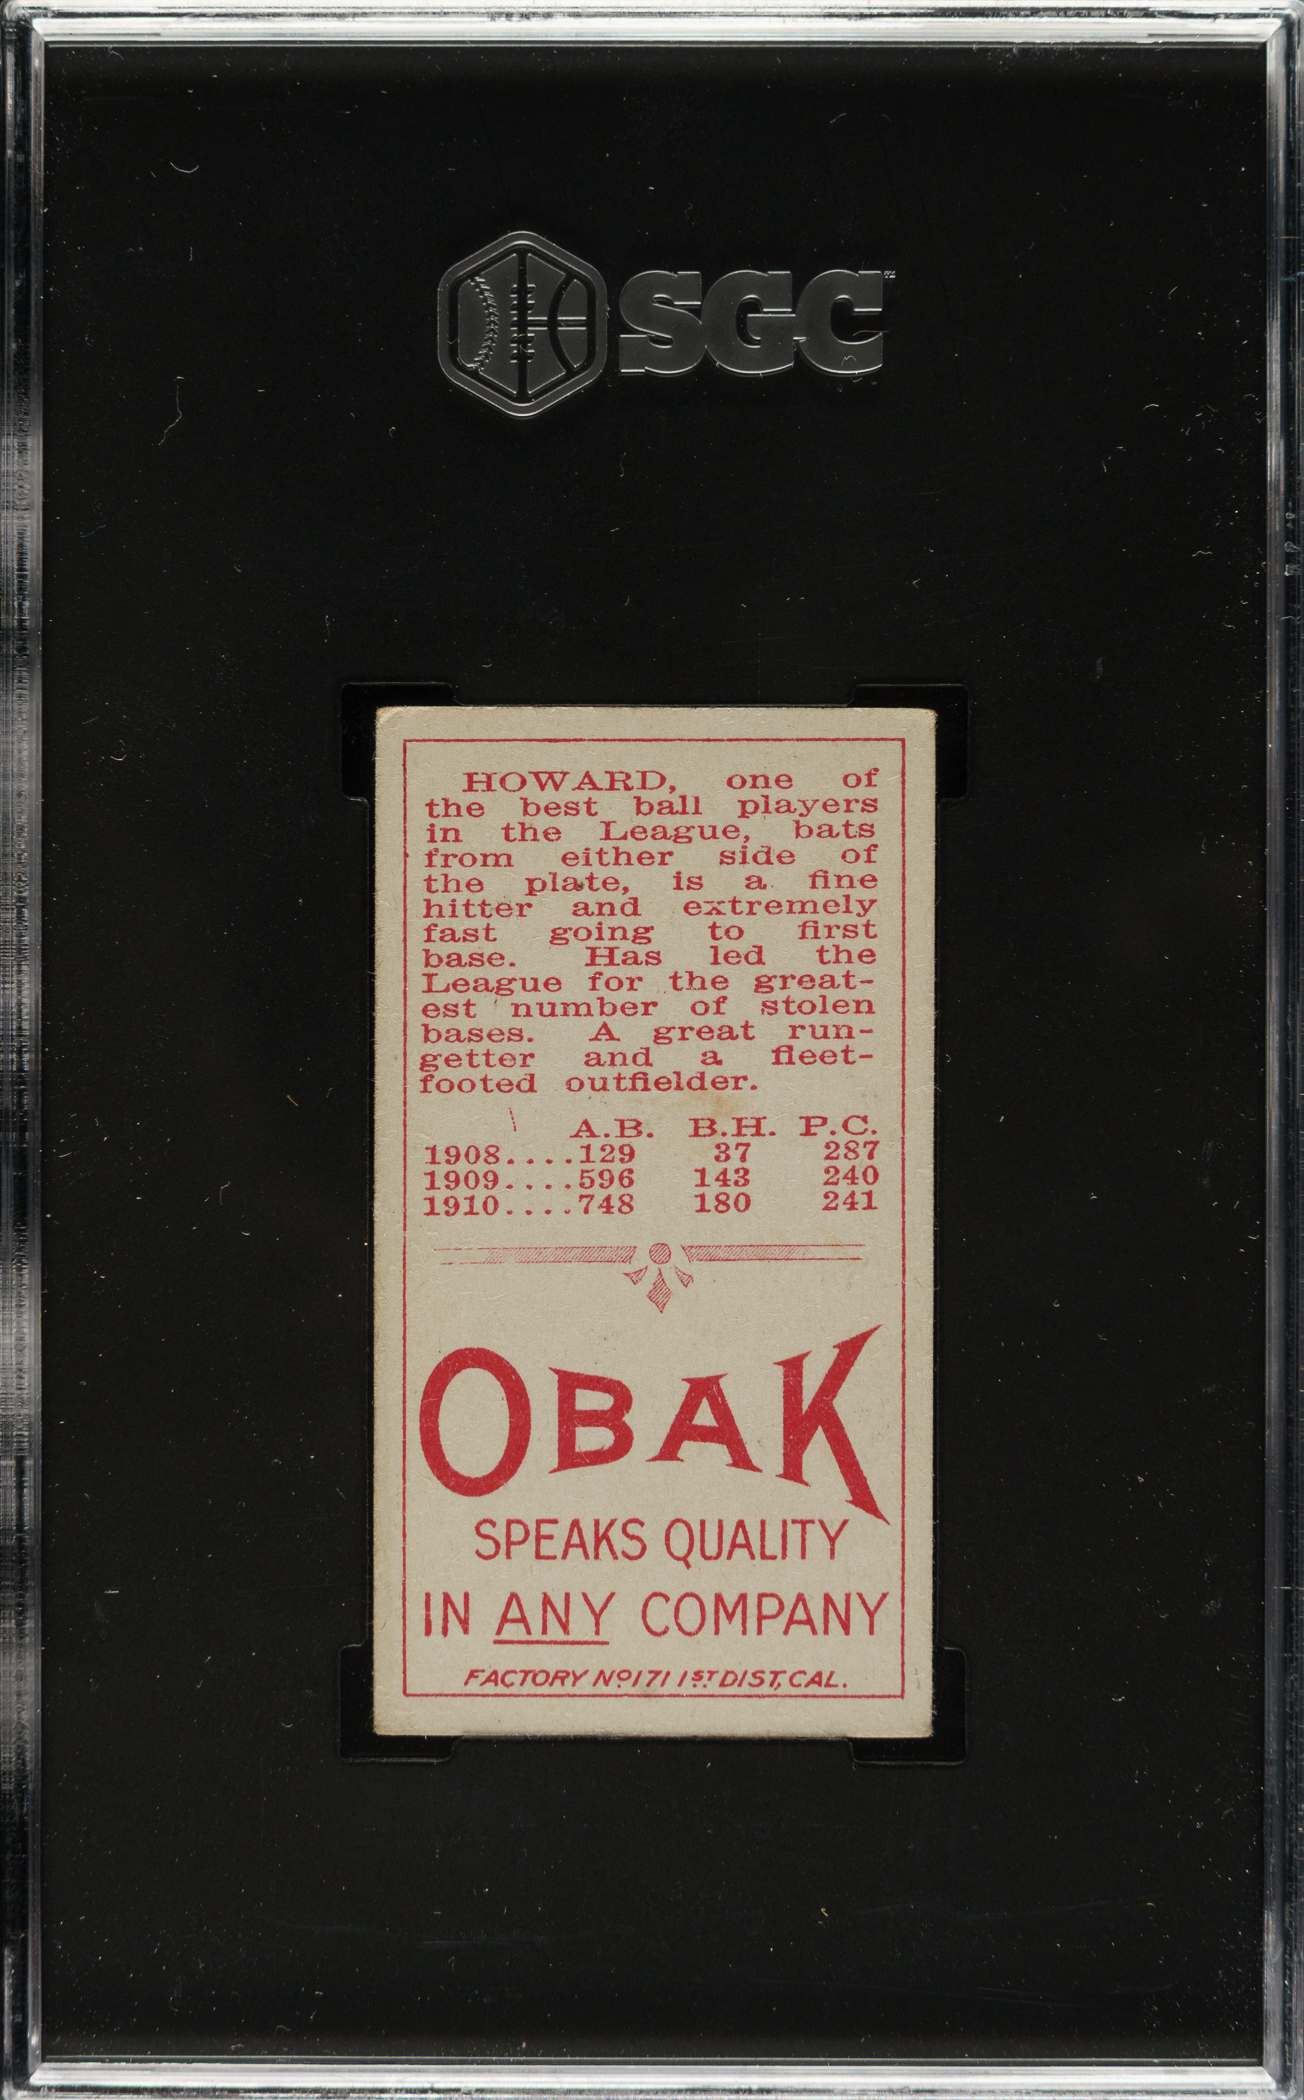 SGC™
HOWARD, one of
the best ball players
in the League, bats
from either side of
the plate, is a fine
hitter and extremely
fast going to first
base. Has led the
League for the great-
est number of stolen
bases. A great run-
getter and a fleet-
footed outfielder.
A.B. B.H. P.C.
1908....129 37 287
1909....596 143 240
1910....748 180 241
OBAK
SPEAKS QUALITY
IN ANY COMPANY
FACTORY No 171 1ST DIST, CAL.